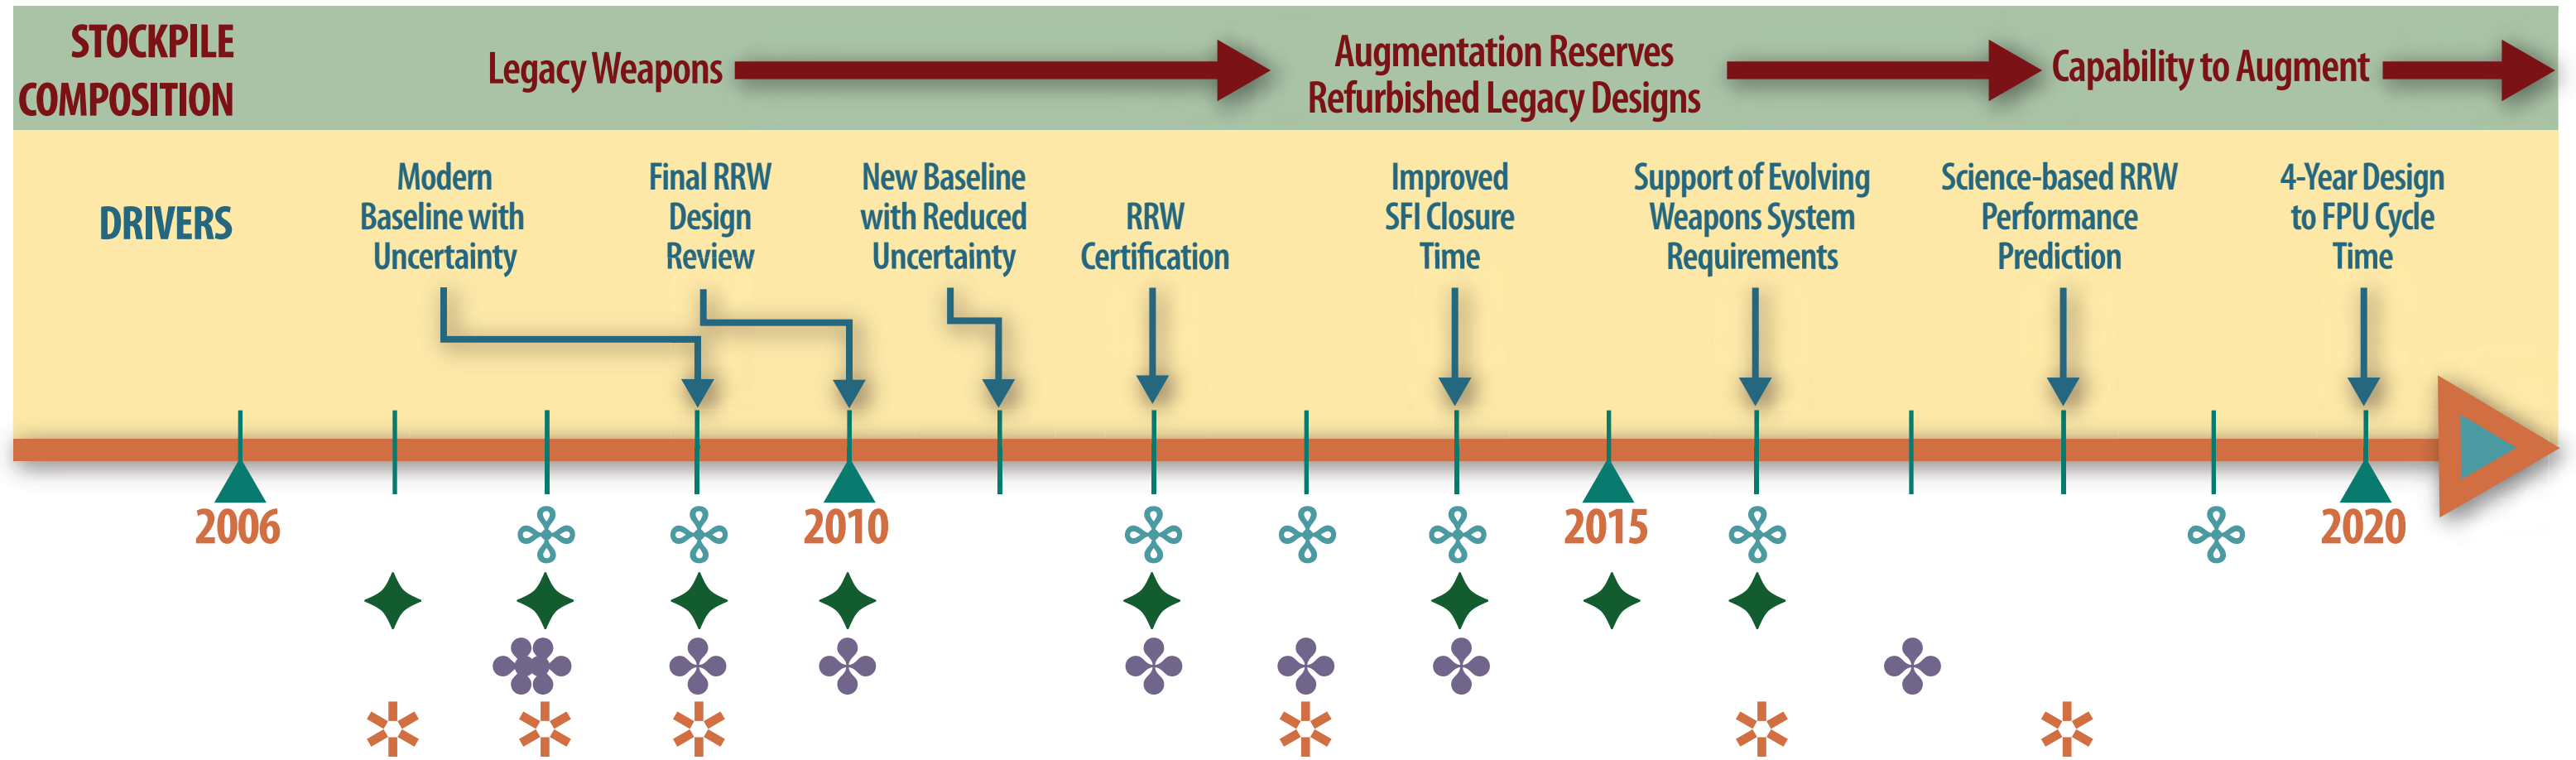 STOCKPILE
COMPOSITION
Legacy Weapons
Augmentation Reserves
Refurbished Legacy Designs
Capability to Augment
DRIVERS
Modern
Baseline with
Uncertainty
Final RRW
Design
Review
New Baseline
with Reduced
Uncertainty
RRW
Certification
Improved
SFI Closure
Time
Support of Evolving
Weapons System
Requirements
Science-based RRW
Performance
Prediction
4-Year Design
to FPU Cycle
Time
2006
2010
2015
2020